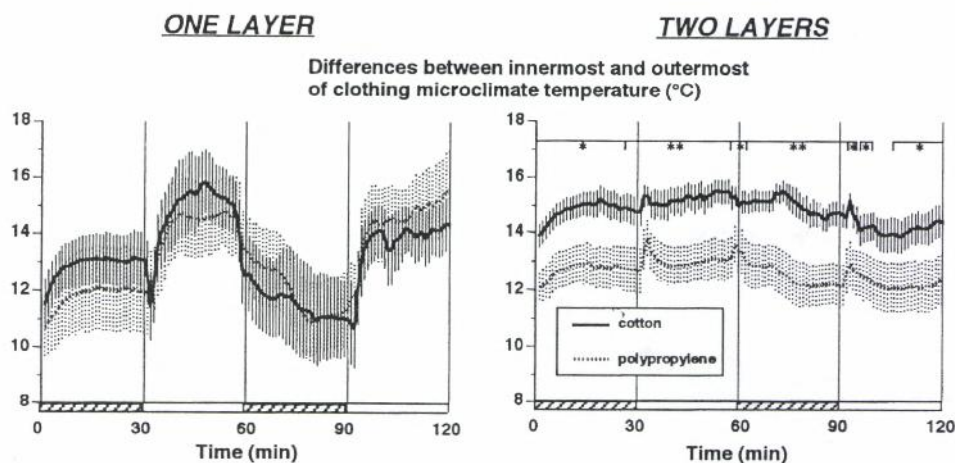 ONE LAYER
TWO LAYERS
Differences between innermost and outermost
of clothing microclimate temperature (°C)
18
16
14
12
10
8
0
30
60
90
120
Time (min)
18
16
14
12
10
8
* ** * ** * * *
cotton
polypropylene
0
30
60
90
120
Time (min)